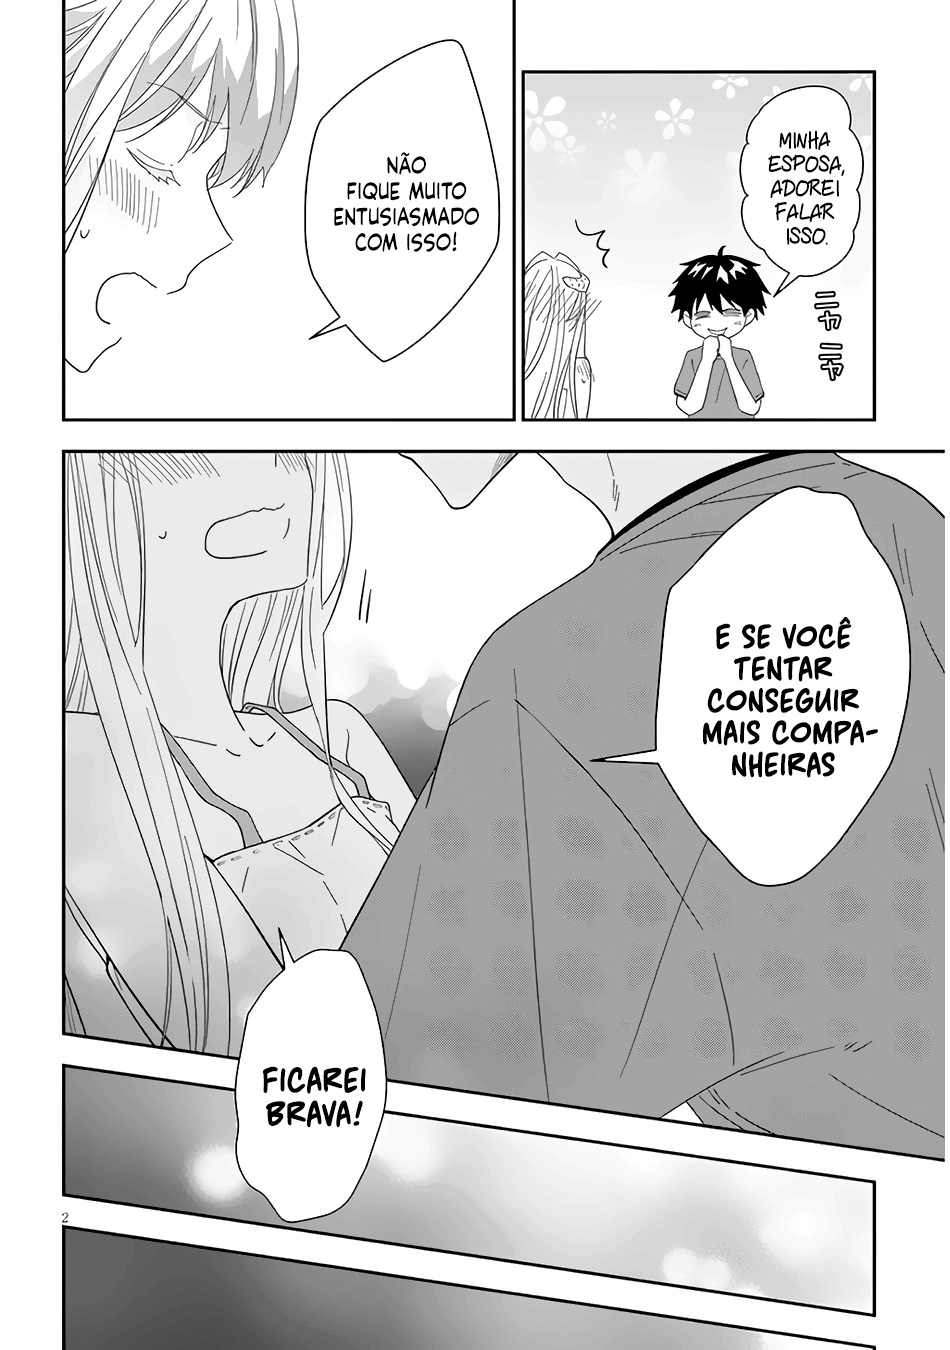 MINHA
ESPOSA,
ADOREI
FALAR
ISSO.
ニヤ
ニヤ
NÃO
FIQUE MUITO
ENTUSIASMADO
COM ISSO!
E SE VOCÊ
TENTAR
CONSEGUIR
MAIS COMPA-
NHEIRAS
FICAREI
BRAVA!
2